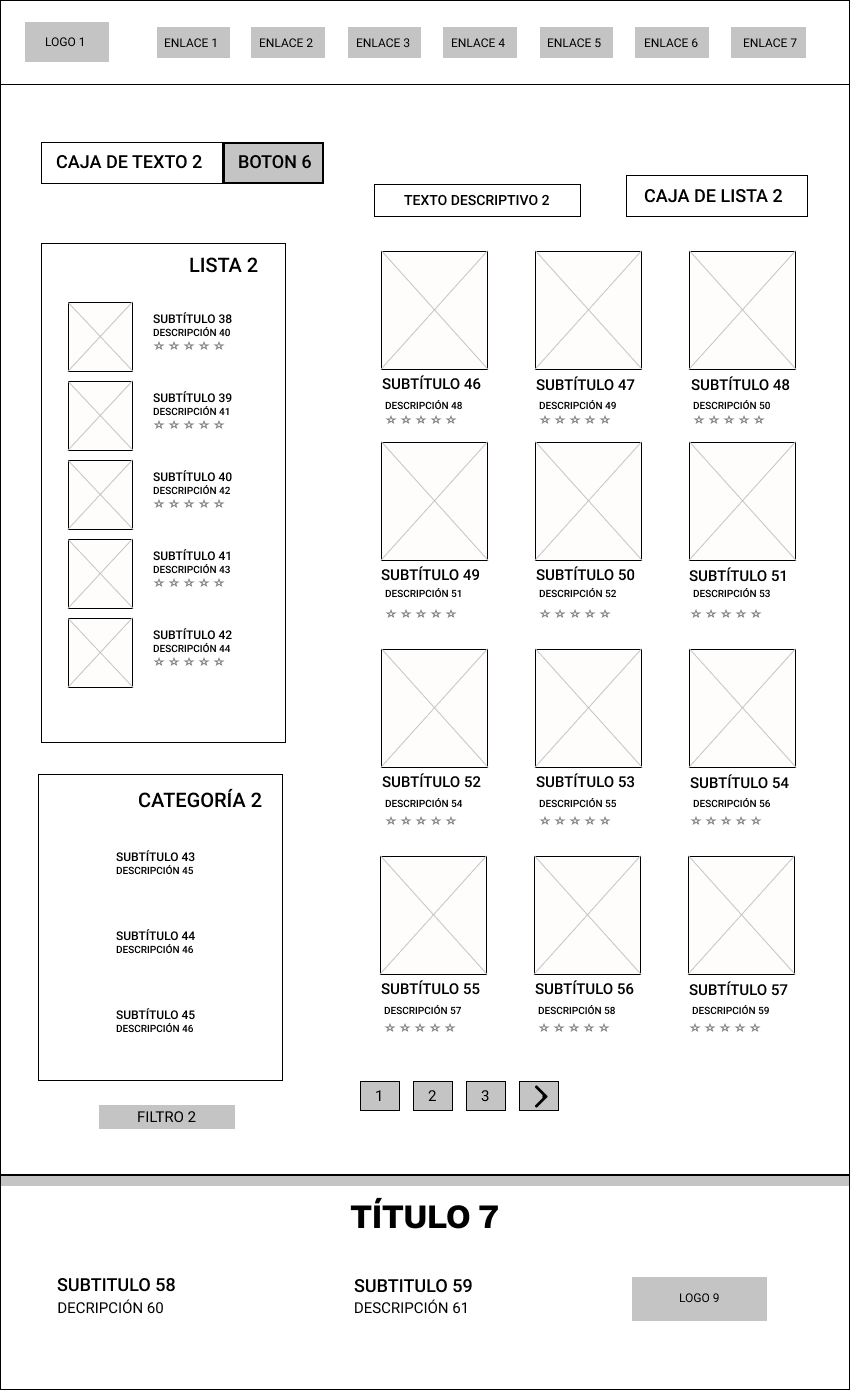 LOGO 1
ENLACE 1
ENLACE 2
ENLACE 3
ENLACE 4
ENLACE 5
ENLACE 6
ENLACE 7
CAJA DE TEXTO 2
BOTON 6
TEXTO DESCRIPTIVO 2
CAJA DE LISTA 2
LISTA 2
SUBTÍTULO 38
DESCRIPCIÓN 40
SUBTÍTULO 39
DESCRIPCIÓN 41
SUBTÍTULO 40
DESCRIPCIÓN 42
SUBTÍTULO 41
DESCRIPCIÓN 43
SUBTÍTULO 42
DESCRIPCIÓN 44
CATEGORÍA 2
SUBTÍTULO 43
DESCRIPCIÓN 45
SUBTÍTULO 44
DESCRIPCIÓN 46
SUBTÍTULO 45
DESCRIPCIÓN 46
FILTRO 2
SUBTÍTULO 46
DESCRIPCIÓN 48
SUBTÍTULO 47
DESCRIPCIÓN 49
SUBTÍTULO 48
DESCRIPCIÓN 50
SUBTÍTULO 49
DESCRIPCIÓN 51
SUBTÍTULO 50
DESCRIPCIÓN 52
SUBTÍTULO 51
DESCRIPCIÓN 53
SUBTÍTULO 52
DESCRIPCIÓN 54
SUBTÍTULO 53
DESCRIPCIÓN 55
SUBTÍTULO 54
DESCRIPCIÓN 56
SUBTÍTULO 55
DESCRIPCIÓN 57
SUBTÍTULO 56
DESCRIPCIÓN 58
SUBTÍTULO 57
DESCRIPCIÓN 59
1
2
3
TÍTULO 7
SUBTITULO 58
DECRIPCIÓN 60
SUBTITULO 59
DESCRIPCIÓN 61
LOGO 9